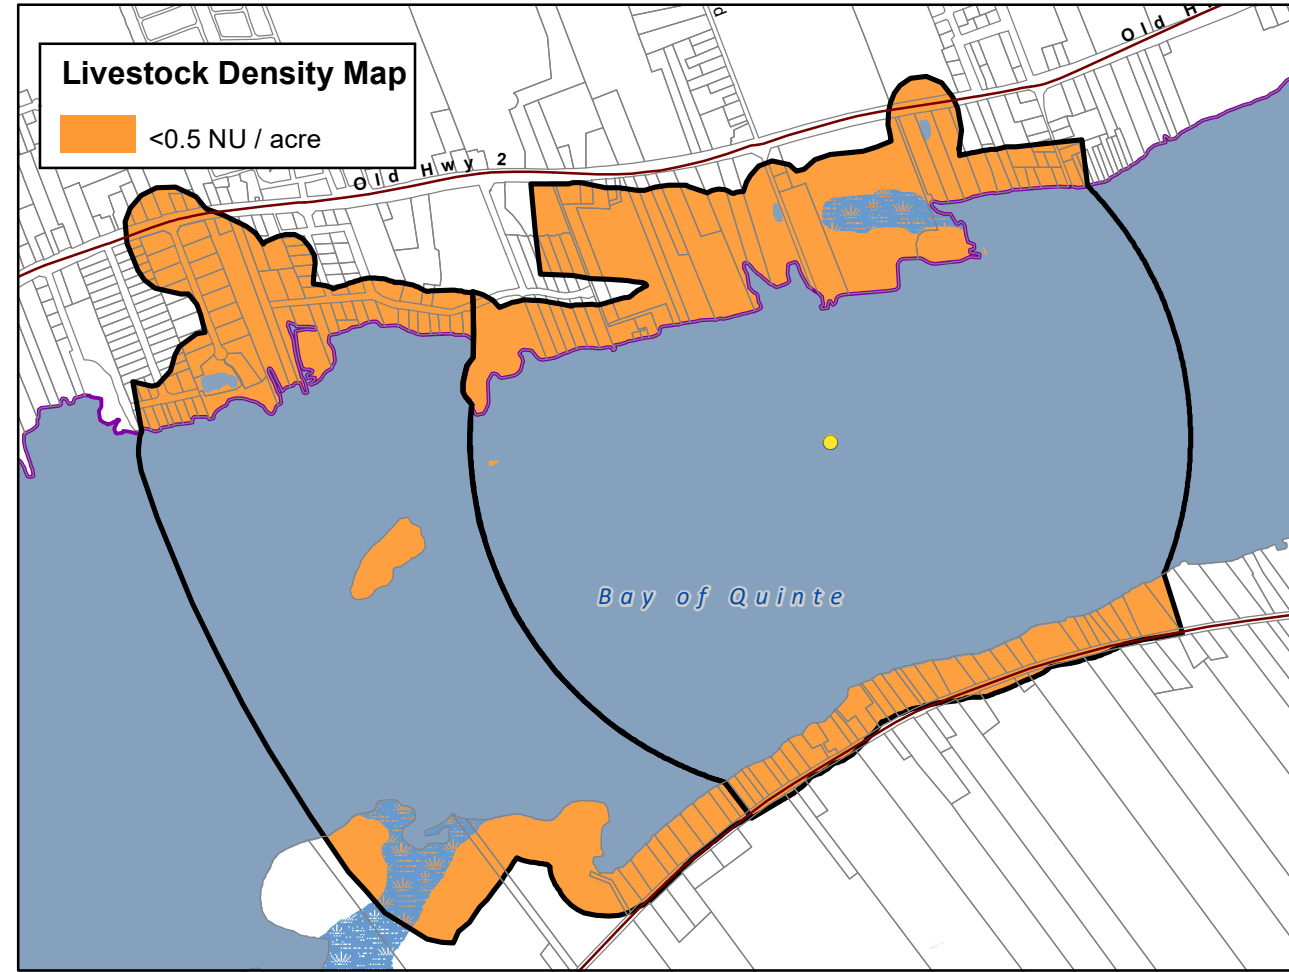 Livestock Density Map
<0.5 NU / acre
Old Hwy 2
Old H
Bay of Quinte